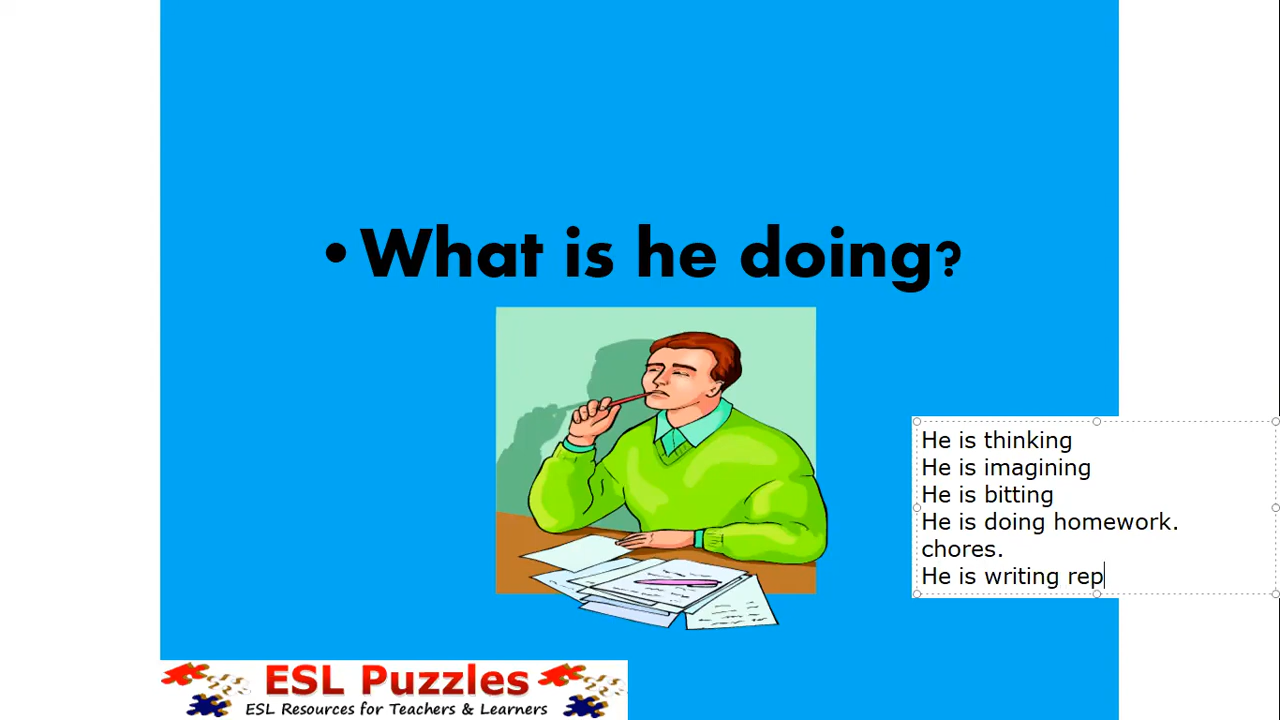 • What is he doing?
He is thinking
He is imagining
He is bitting
He is doing homework.
chores.
He is writing rep
ESL Puzzles
ESL Resources for Teachers & Learners